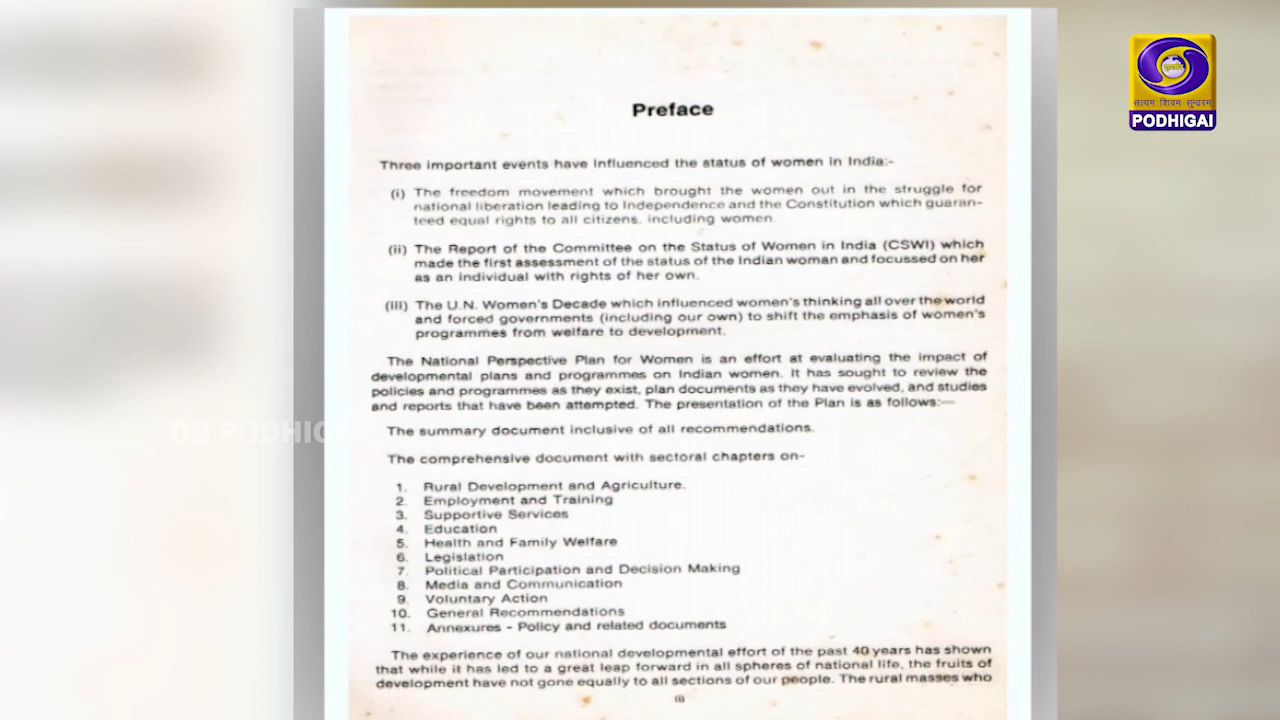 Preface
Three important events have influenced the status of women in India:-
(i) The freedom movement which brought the women out in the struggle for
national liberation leading to Independence and the Constitution which guaran-
teed equal rights to all citizens, including women.
(ii) The Report of the Committee on the Status of Women in India (CSWI) which
made the first assessment of the status of the Indian woman and focussed on her
as an individual with rights of her own.
(iii) The U.N. Women's Decade which influenced women's thinking all over the world
and forced governments (including our own) to shift the emphasis of women's
programmes from welfare to development.
The National Perspective Plan for Women is an effort at evaluating the impact of
developmental plans and programmes on Indian women. It has sought to review the
policies and programmes as they exist, plan documents as they have evolved, and studies
and reports that have been attempted. The presentation of the Plan is as follows:—
The summary document inclusive of all recommendations.
The comprehensive document with sectoral chapters on-
1. Rural Development and Agriculture.
2. Employment and Training
3. Supportive Services
4. Education
5. Health and Family Welfare
6. Legislation
7. Political Participation and Decision Making
8. Media and Communication
9. Voluntary Action
10. General Recommendations
11. Annexures - Policy and related documents
The experience of our national developmental effort of the past 40 years has shown
that while it has led to a great leap forward in all spheres of national life, the fruits of
development have not gone equally to all sections of our people. The rural masses who
(i)
सत्यम शिवम सुन्दरम
PODHIGAI
DD PODHIGAI